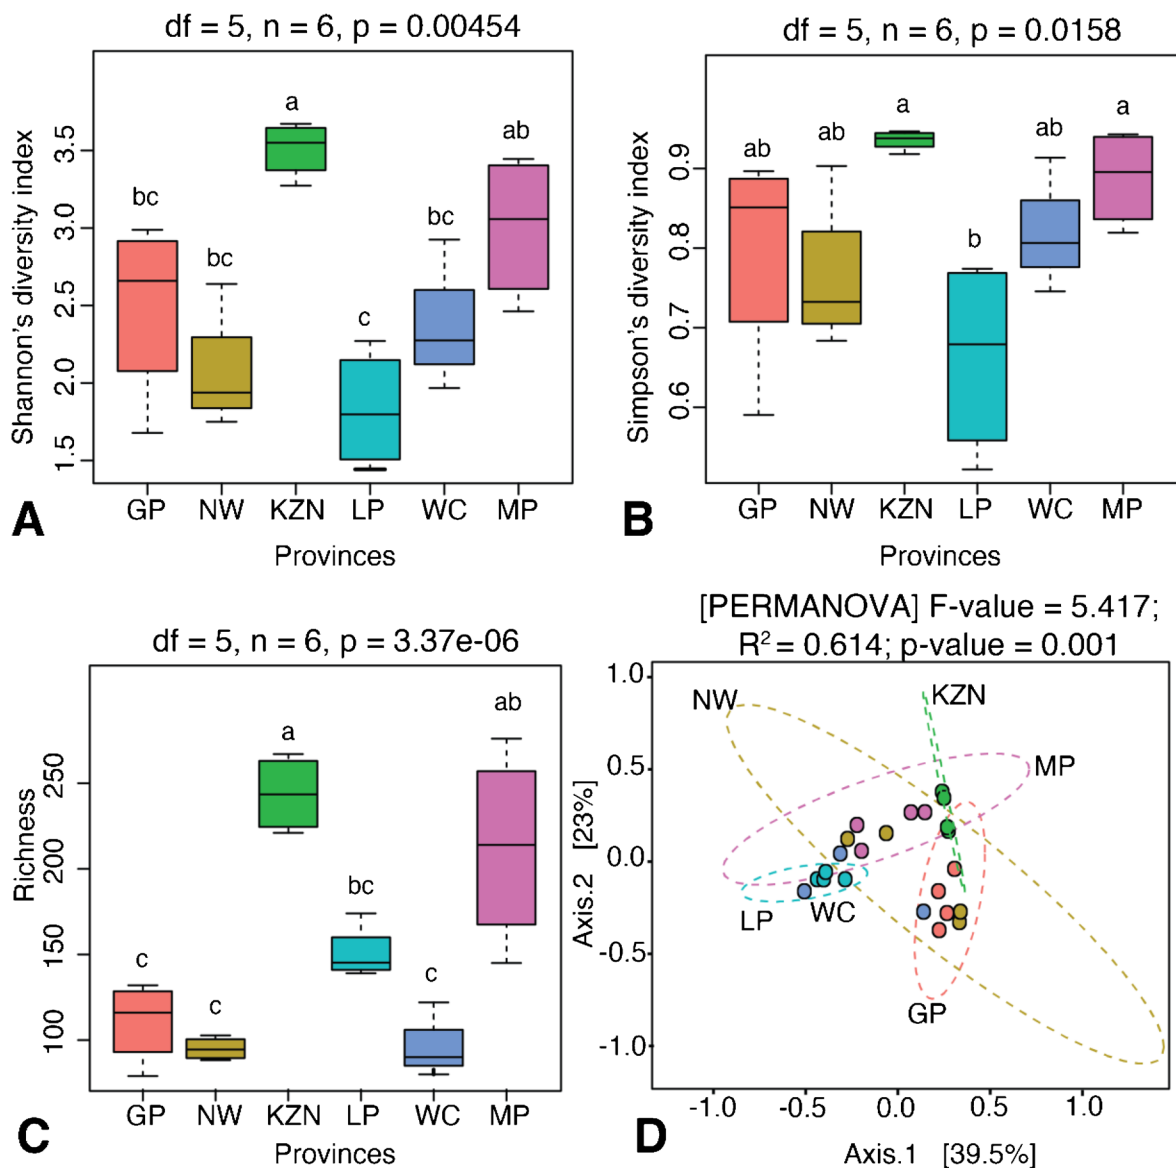 df = 5, n = 6, p = 0.00454
Shannon's diversity index
3.5
3.0
2.5
2.0
1.5
bc
bc
a
c
bc
ab
GP NW KZN LP WC MP
Provinces
A
df = 5, n = 6, p = 0.0158
Simpson's diversity index
0.9
0.8
0.7
0.6
ab
ab
a
b
ab
a
GP NW KZN LP WC MP
Provinces
B
df = 5, n = 6, p = 3.37e-06
Richness
250
200
150
100
c
c
a
bc
c
ab
GP NW KZN LP WC MP
Provinces
C
[PERMANOVA] F-value = 5.417;
R² = 0.614; p-value = 0.001
Axis.2 [23%]
1.0
0.5
0.0
-0.5
-1.0
NW
KZN
MP
LP
WC
GP
-1.0 -0.5 0.0 0.5 1.0
Axis.1 [39.5%]
D